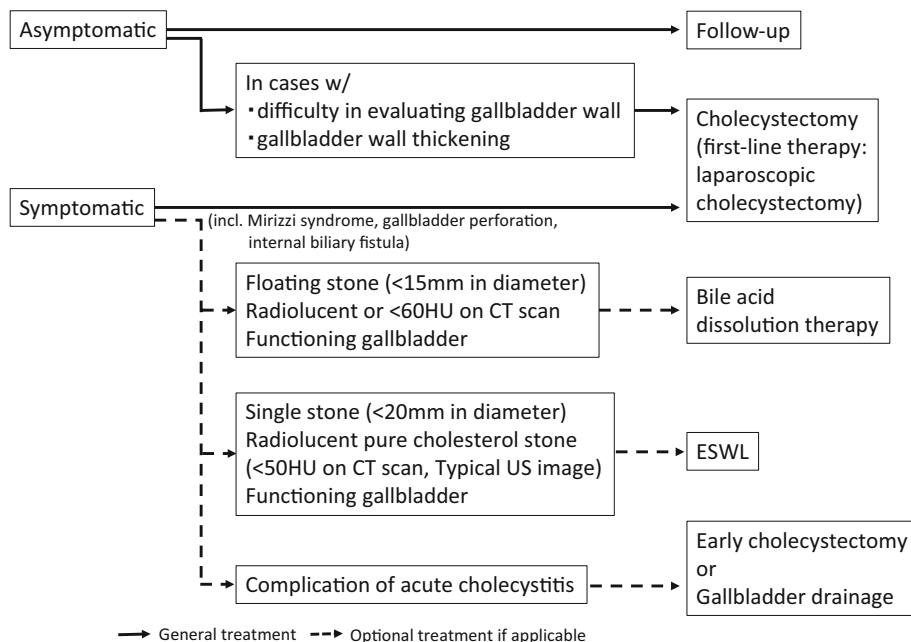 Asymptomatic
Follow-up
In cases w/
・difficulty in evaluating gallbladder wall
・gallbladder wall thickening
Cholecystectomy
(first-line therapy:
laparoscopic
cholecystectomy)
Symptomatic
(incl. Mirizzi syndrome, gallbladder perforation,
internal biliary fistula)
Floating stone (<15mm in diameter)
Radiolucent or <60HU on CT scan
Functioning gallbladder
Bile acid
dissolution therapy
Single stone (<20mm in diameter)
Radiolucent pure cholesterol stone
(<50HU on CT scan, Typical US image)
Functioning gallbladder
ESWL
Complication of acute cholecystitis
Early cholecystectomy
or
Gallbladder drainage
General treatment
Optional treatment if applicable